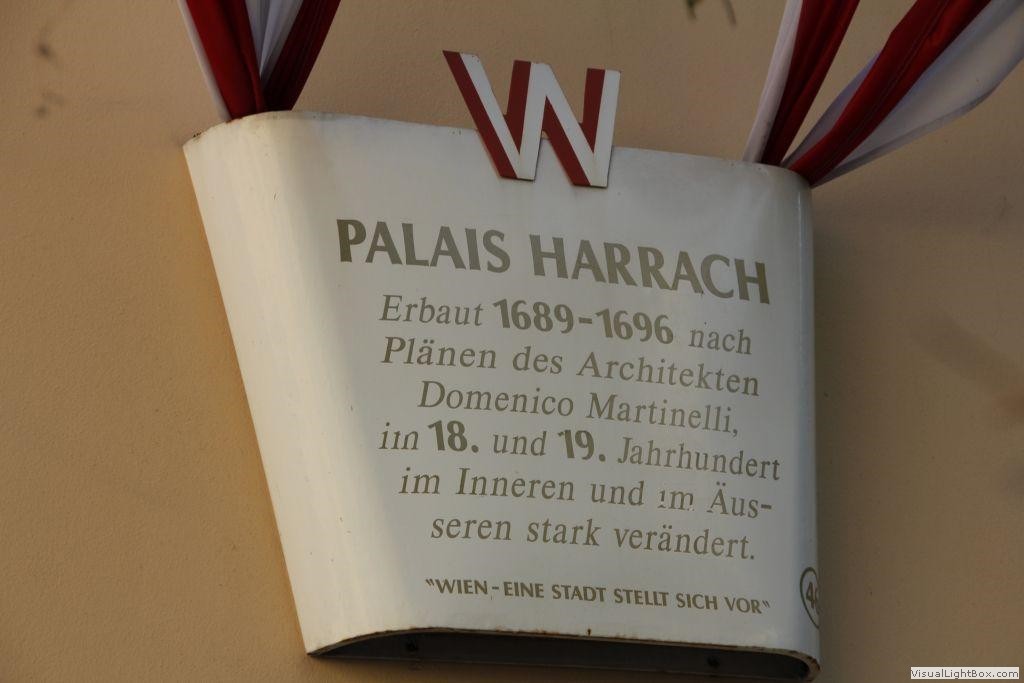 W
PALAIS HARRACH
Erbaut 1689-1696 nach
Plänen des Architekten
Domenico Martinelli,
im 18. und 19. Jahrhundert
im Inneren und im Äus-
seren stark verändert.
"WIEN-EINE STADT STELLT SICH VOR"
VisualLightBox.com